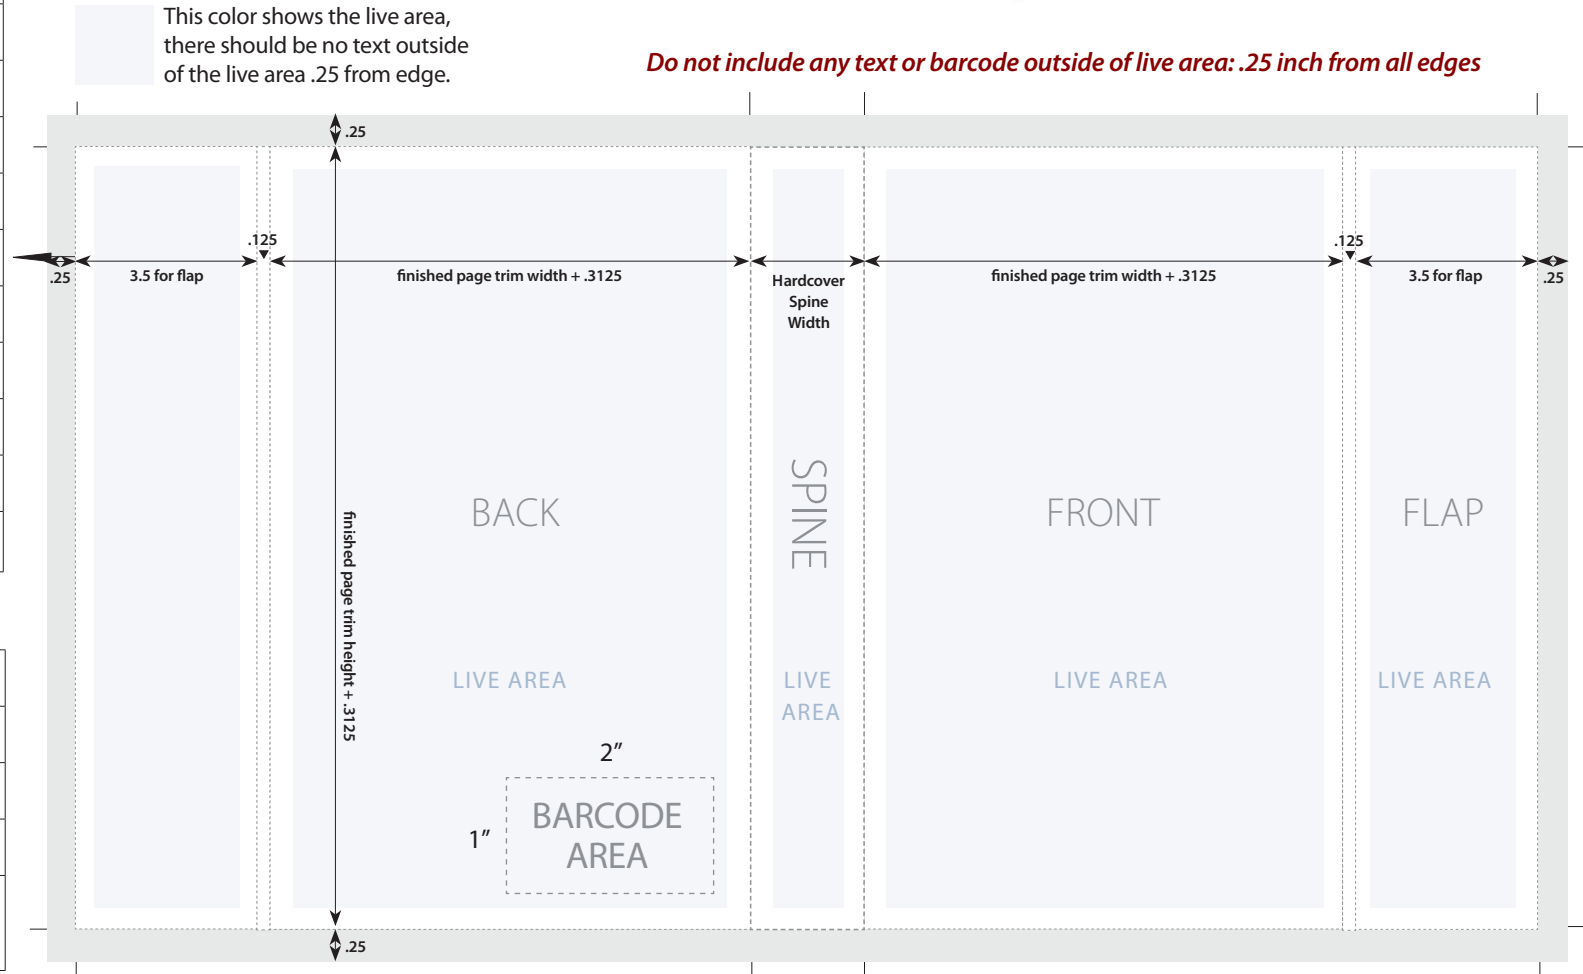 This color shows the live area,
there should be no text outside
of the live area .25 from edge.
Do not include any text or barcode outside of live area: .25 inch from all edges
.25
.125
.125
.25
3.5 for flap
finished page trim width + .3125
Hardcover
Spine
Width
finished page trim width + .3125
3.5 for flap
.25
BACK
SPINE
FRONT
FLAP
finished page trim height + .3125
LIVE AREA
LIVE
AREA
LIVE AREA
LIVE AREA
2”
1”
BARCODE
AREA
.25